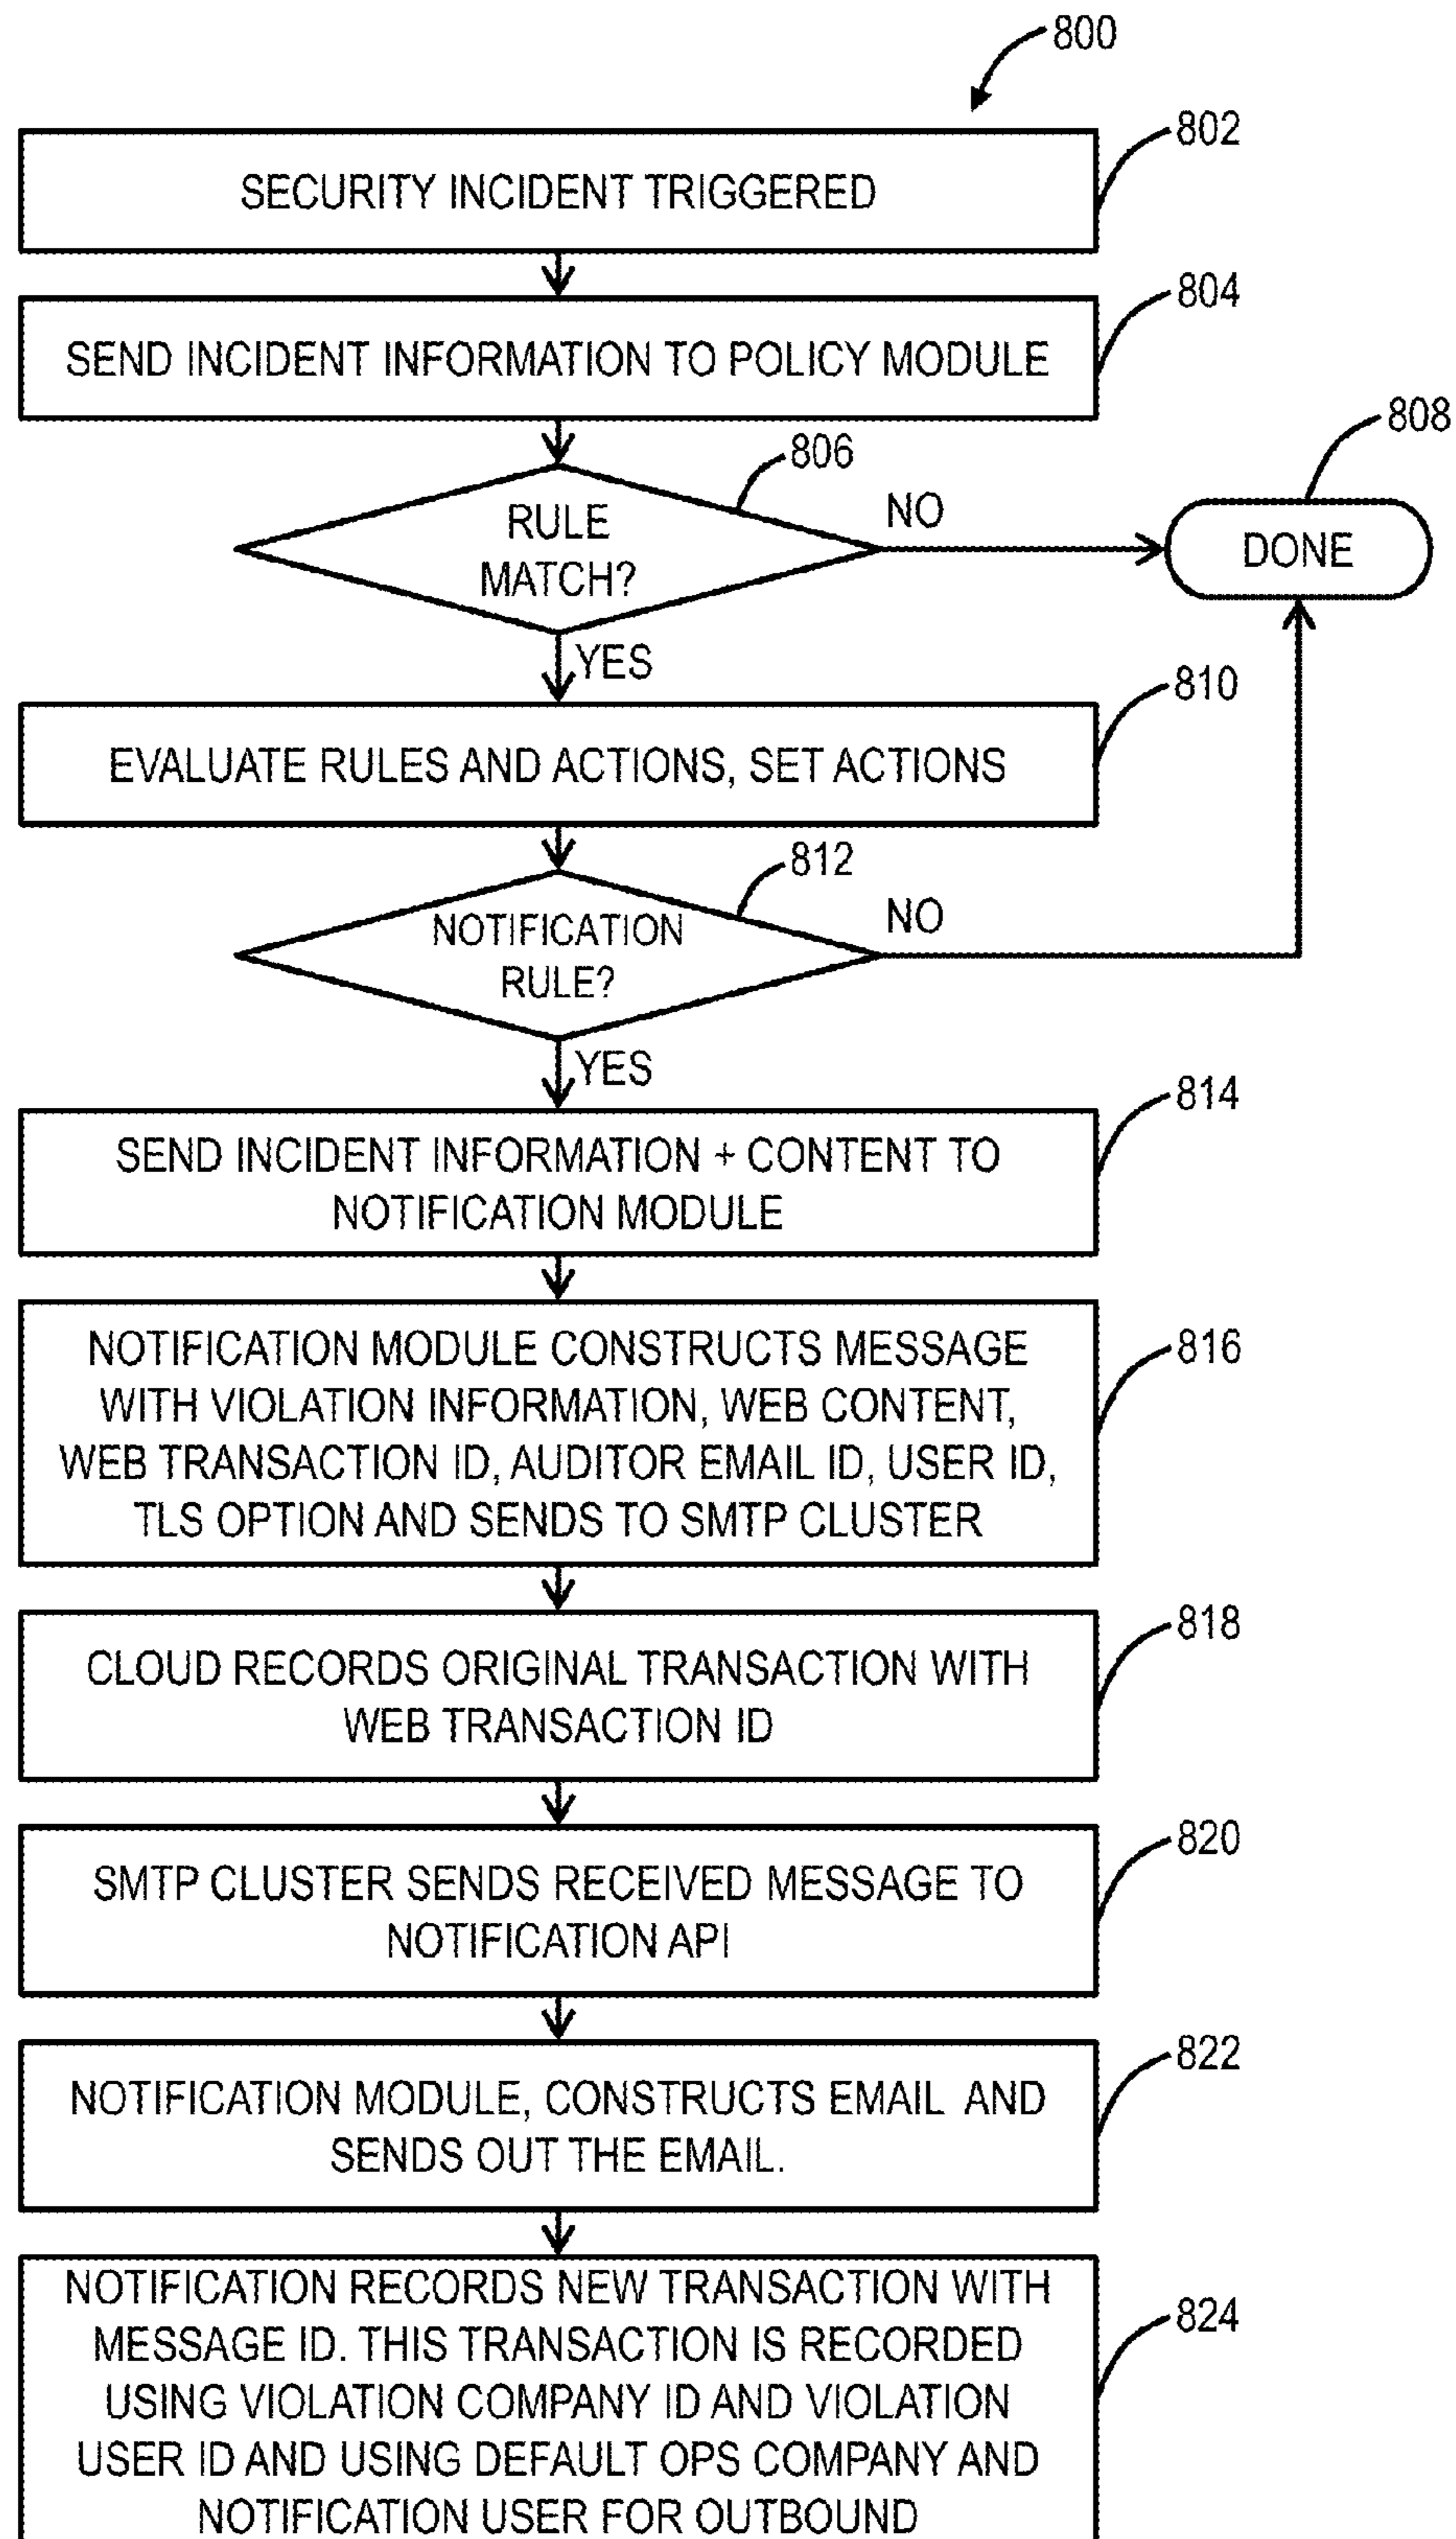 800
802
SECURITY INCIDENT TRIGGERED
804
SEND INCIDENT INFORMATION TO POLICY MODULE
808
806
NO
RULE
MATCH?
DONE
YES
810
EVALUATE RULES AND ACTIONS, SET ACTIONS
812
NO
NOTIFICATION
RULE?
YES
814
SEND INCIDENT INFORMATION + CONTENT TO
NOTIFICATION MODULE
816
NOTIFICATION MODULE CONSTRUCTS MESSAGE
WITH VIOLATION INFORMATION, WEB CONTENT,
WEB TRANSACTION ID, AUDITOR EMAIL ID, USER ID,
TLS OPTION AND SENDS TO SMTP CLUSTER
818
CLOUD RECORDS ORIGINAL TRANSACTION WITH
WEB TRANSACTION ID
820
SMTP CLUSTER SENDS RECEIVED MESSAGE TO
NOTIFICATION API
822
NOTIFICATION MODULE, CONSTRUCTS EMAIL AND
SENDS OUT THE EMAIL.
824
NOTIFICATION RECORDS NEW TRANSACTION WITH
MESSAGE ID. THIS TRANSACTION IS RECORDED
USING VIOLATION COMPANY ID AND VIOLATION
USER ID AND USING DEFAULT OPS COMPANY AND
NOTIFICATION USER FOR OUTBOUND